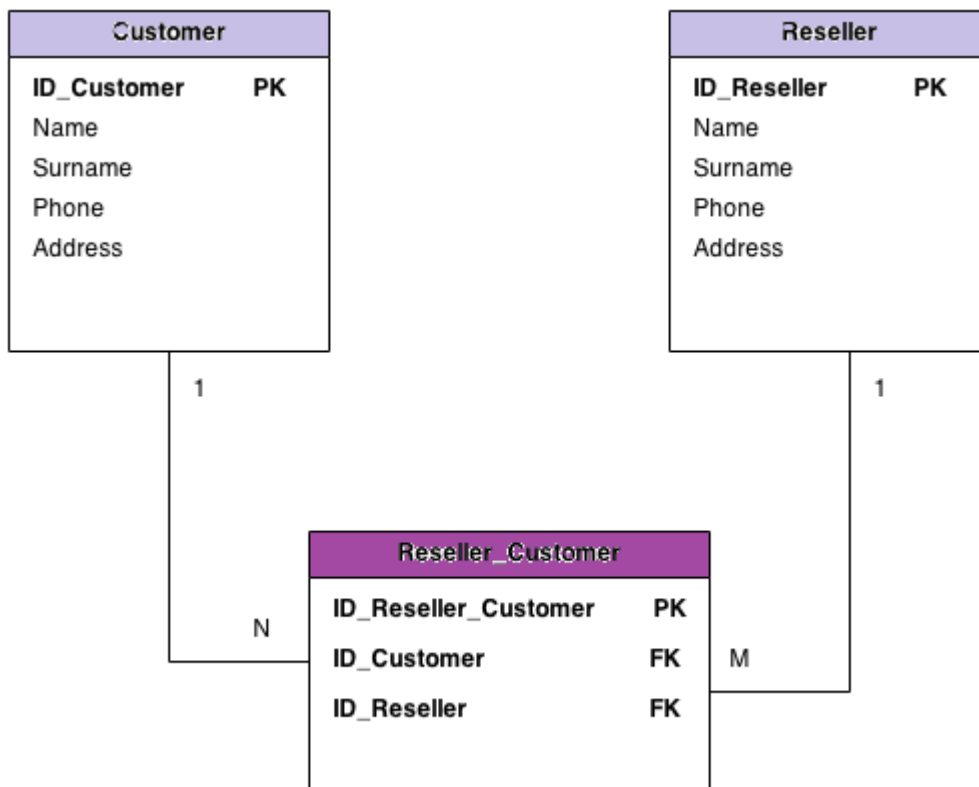 Customer
ID_Customer PK
Name
Surname
Phone
Address
1
Reseller
ID_Reseller PK
Name
Surname
Phone
Address
1
Reseller_Customer
ID_Reseller_Customer PK
N
ID_Customer FK
M
ID_Reseller FK